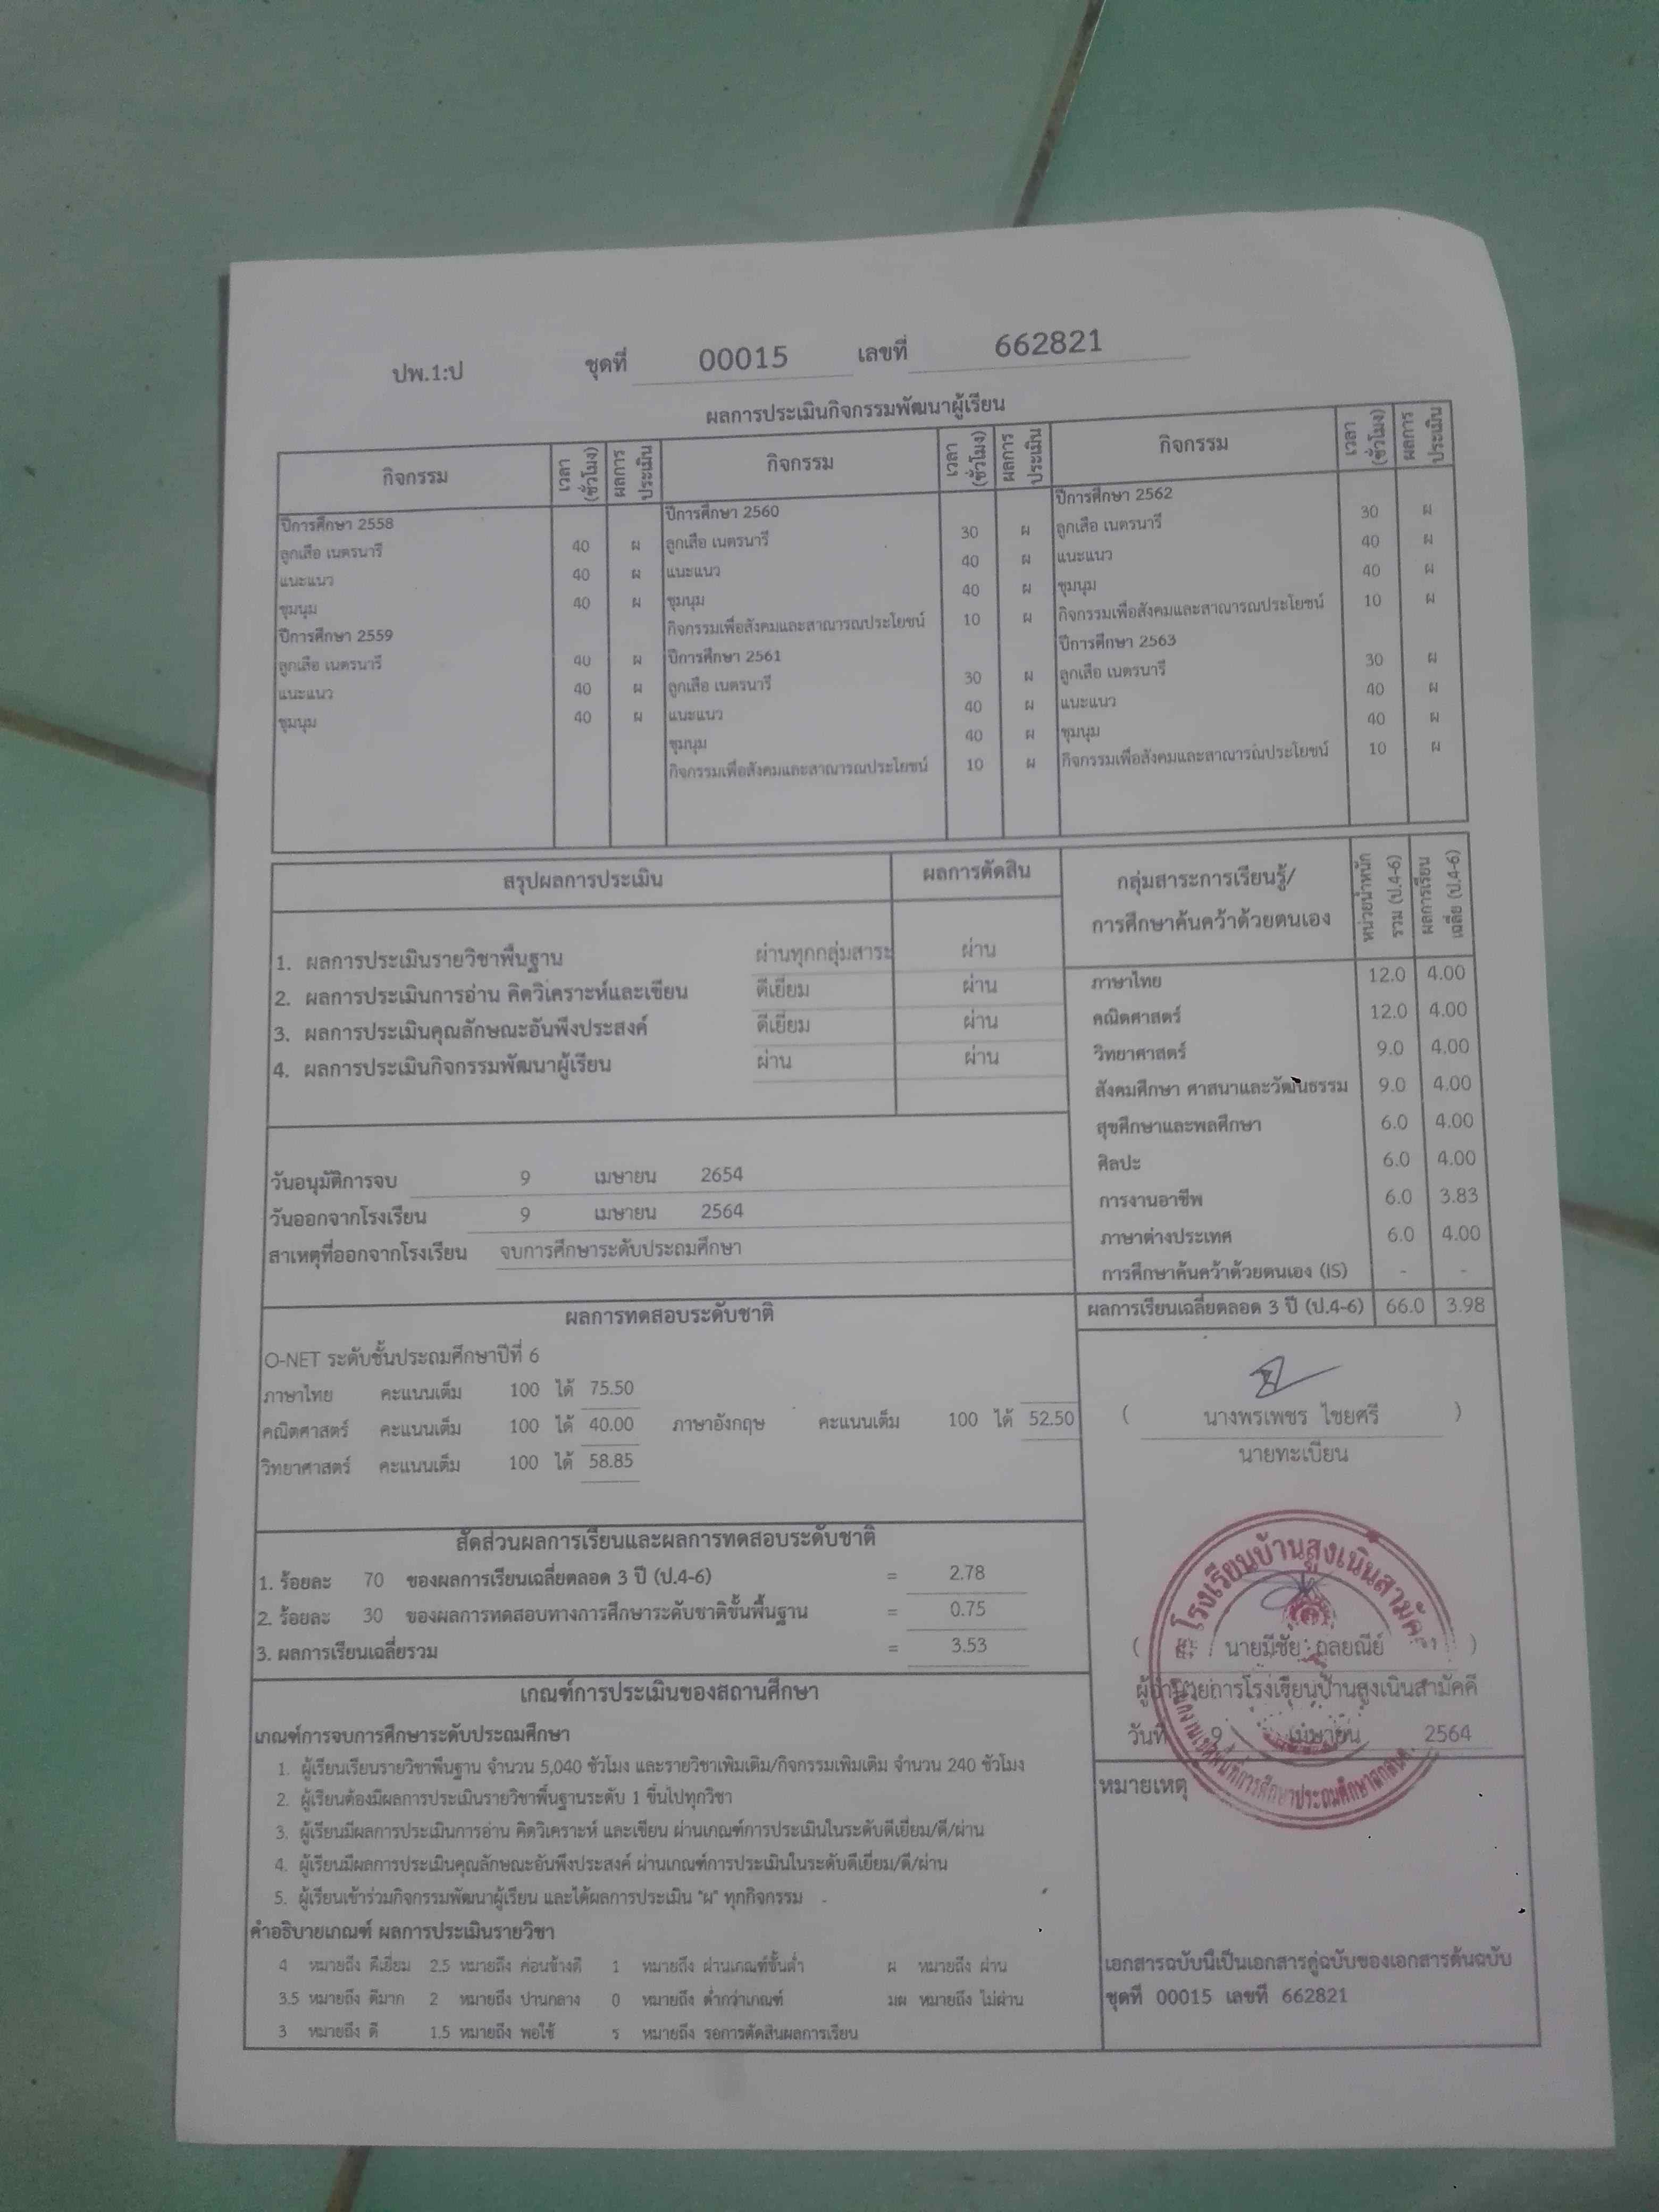 ปพ.1:ป ชุดที่ 00015 เลขที่ 662821
ผลการประเมินกิจกรรมพัฒนาผู้เรียน
กิจกรรม เวลา (ชั่วโมง) ผลการประเมิน กิจกรรม เวลา (ชั่วโมง) ผลการประเมิน กิจกรรม เวลา (ชั่วโมง) ผลการประเมิน
ปีการศึกษา 2558
ลูกเสือ เนตรนารี 40 ผ
แนะแนว 40 ผ
ชุมนุม 40 ผ
ปีการศึกษา 2559
ลูกเสือ เนตรนารี 40 ผ
แนะแนว 40 ผ
ชุมนุม 40 ผ
ปีการศึกษา 2560
ลูกเสือ เนตรนารี 30 ผ
แนะแนว 40 ผ
ชุมนุม 40 ผ
กิจกรรมเพื่อสังคมและสาณารณประโยชน์ 10 ผ
ปีการศึกษา 2561
ลูกเสือ เนตรนารี 30 ผ
แนะแนว 40 ผ
ชุมนุม 40 ผ
กิจกรรมเพื่อสังคมและสาณารณประโยชน์ 10 ผ
ปีการศึกษา 2562
ลูกเสือ เนตรนารี 30 ผ
แนะแนว 40 ผ
ชุมนุม 40 ผ
กิจกรรมเพื่อสังคมและสาณารณประโยชน์ 10 ผ
ปีการศึกษา 2563
ลูกเสือ เนตรนารี 30 ผ
แนะแนว 40 ผ
ชุมนุม 40 ผ
กิจกรรมเพื่อสังคมและสาณารณประโยชน์ 10 ผ
สรุปผลการประเมิน ผลการตัดสิน
1. ผลการประเมินรายวิชาพื้นฐาน ผ่านทุกกลุ่มสาระ ผ่าน
2. ผลการประเมินการอ่าน คิดวิเคราะห์และเขียน ดีเยี่ยม ผ่าน
3. ผลการประเมินคุณลักษณะอันพึงประสงค์ ดีเยี่ยม ผ่าน
4. ผลการประเมินกิจกรรมพัฒนาผู้เรียน ผ่าน ผ่าน
วันอนุมัติการจบ 9 เมษายน 2654
วันออกจากโรงเรียน 9 เมษายน 2564
สาเหตุที่ออกจากโรงเรียน จบการศึกษาระดับประถมศึกษา
กลุ่มสาระการเรียนรู้/
การศึกษาค้นคว้าด้วยตนเอง
หน่วยน้ำหนัก รวม (ป.4-6)
ผลการเรียน เฉลี่ย (ป.4-6)
ภาษาไทย 12.0 4.00
คณิตศาสตร์ 12.0 4.00
วิทยาศาสตร์ 9.0 4.00
สังคมศึกษา ศาสนาและวัฒนธรรม 9.0 4.00
สุขศึกษาและพลศึกษา 6.0 4.00
ศิลปะ 6.0 4.00
การงานอาชีพ 6.0 3.83
ภาษาต่างประเทศ 6.0 4.00
การศึกษาค้นคว้าด้วยตนเอง (IS) - -
ผลการเรียนเฉลี่ยตลอด 3 ปี (ป.4-6) 66.0 3.98
ผลการทดสอบระดับชาติ
O-NET ระดับชั้นประถมศึกษาปีที่ 6
ภาษาไทย คะแนนเต็ม 100 ได้ 75.50
คณิตศาสตร์ คะแนนเต็ม 100 ได้ 40.00 ภาษาอังกฤษ คะแนนเต็ม 100 ได้ 52.50
วิทยาศาสตร์ คะแนนเต็ม 100 ได้ 58.85
สัดส่วนผลการเรียนและผลการทดสอบระดับชาติ
1. ร้อยละ 70 ของผลการเรียนเฉลี่ยตลอด 3 ปี (ป.4-6) = 2.78
2. ร้อยละ 30 ของผลการทดสอบทางการศึกษาระดับชาติขั้นพื้นฐาน = 0.75
3. ผลการเรียนเฉลี่ยรวม = 3.53
เกณฑ์การประเมินของสถานศึกษา
เกณฑ์การจบการศึกษาระดับประถมศึกษา
1. ผู้เรียนเรียนรายวิชาพื้นฐาน จำนวน 5,040 ชั่วโมง และรายวิชาเพิ่มเติม/กิจกรรมเพิ่มเติม จำนวน 240 ชั่วโมง
2. ผู้เรียนต้องมีผลการประเมินรายวิชาพื้นฐานระดับ 1 ขึ้นไปทุกวิชา
3. ผู้เรียนมีผลการประเมินการอ่าน คิดวิเคราะห์ และเขียน ผ่านเกณฑ์การประเมินในระดับดีเยี่ยม/ดี/ผ่าน
4. ผู้เรียนมีผลการประเมินคุณลักษณะอันพึงประสงค์ ผ่านเกณฑ์การประเมินในระดับดีเยี่ยม/ดี/ผ่าน
5. ผู้เรียนเข้าร่วมกิจกรรมพัฒนาผู้เรียน และได้ผลการประเมิน "ผ" ทุกกิจกรรม
คำอธิบายเกณฑ์ ผลการประเมินรายวิชา
4 หมายถึง ดีเยี่ยม 2.5 หมายถึง ค่อนข้างดี 1 หมายถึง ผ่านเกณฑ์ขั้นต่ำ ผ หมายถึง ผ่าน
3.5 หมายถึง ดีมาก 2 หมายถึง ปานกลาง 0 หมายถึง ต่ำกว่าเกณฑ์ มผ หมายถึง ไม่ผ่าน
3 หมายถึง ดี 1.5 หมายถึง พอใช้ ร หมายถึง รอการตัดสินผลการเรียน
( นางพรเพชร ไชยศรี )
นายทะเบียน
โรงเรียนบ้านสูงเนินสามัคคี
( นายมีชัย )
ผู้อำนวยการโรงเรียนบ้านสูงเนินสามัคคี
วันที่ 9 เมษายน 2564
หมายเหตุ
เอกสารฉบับนี้เป็นเอกสารคู่ฉบับของเอกสารต้นฉบับ
ชุดที่ 00015 เลขที่ 662821